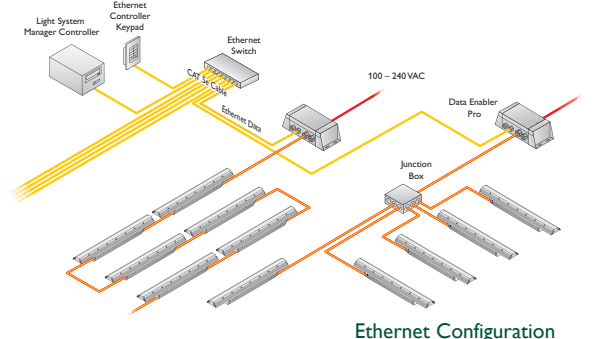 Ethernet
Controller
Keypad
Light System
Manager Controller
Ethernet
Switch
CAT 5e Cable
Ethernet Data
100 – 240 VAC
Data Enabler
Pro
Junction
Box
Ethernet Configuration